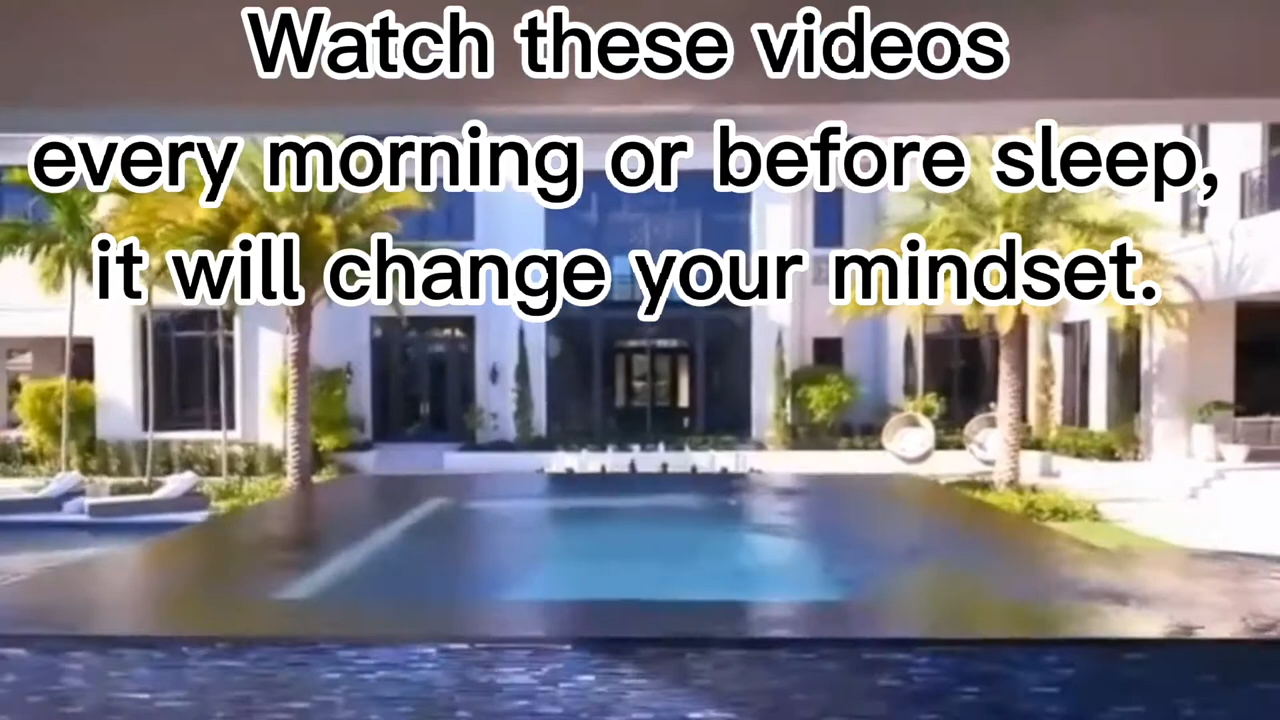 Watch these videos
every morning or before sleep,
it will change your mindset.